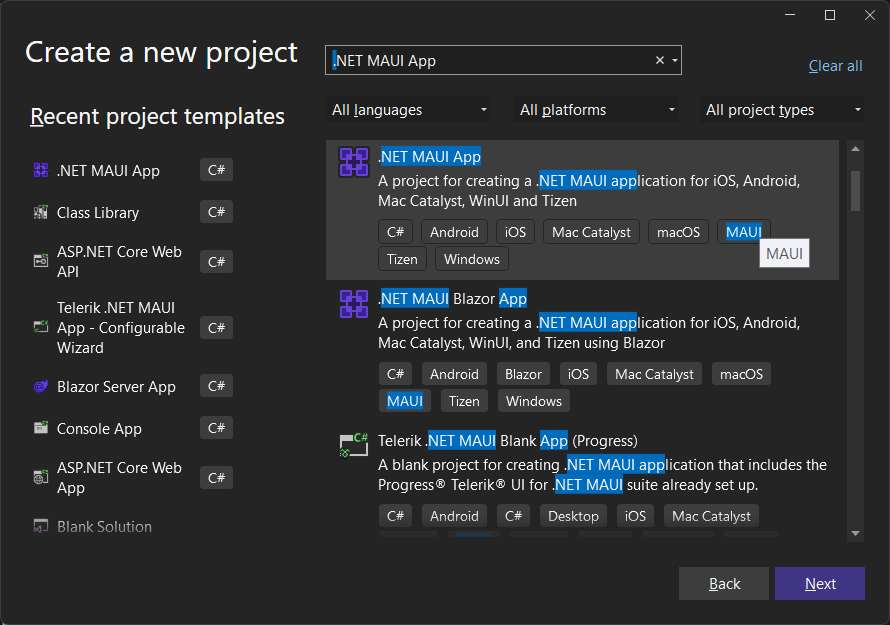 Create a new project
.NET MAUI App
Clear all
Recent project templates
.NET MAUI App C#
Class Library C#
ASP.NET Core Web
API
C#
Telerik .NET MAUI
App - Configurable
Wizard
C#
Blazor Server App C#
Console App C#
ASP.NET Core Web
App
C#
Blank Solution
All languages All platforms All project types
.NET MAUI App
A project for creating a .NET MAUI application for iOS, Android,
Mac Catalyst, WinUI and Tizen
C# Android iOS Mac Catalyst macOS MAUI
MAUI
Tizen Windows
.NET MAUI Blazor App
A project for creating a .NET MAUI application for iOS, Android,
Mac Catalyst, WinUI, and Tizen using Blazor
C# Android Blazor iOS Mac Catalyst macOS
MAUI Tizen Windows
C#
Telerik .NET MAUI Blank App (Progress)
A blank project for creating .NET MAUI application that includes the
Progress® Telerik® UI for .NET MAUI suite already set up.
C# Android C# Desktop iOS Mac Catalyst
Back Next